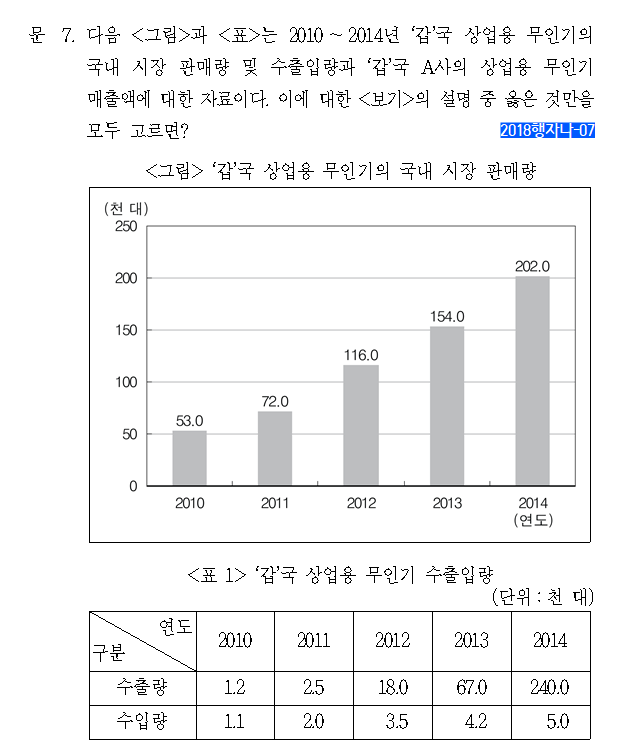 문 7. 다음 <그림>과 <표>는 2010~2014년 ‘갑’국 상업용 무인기의
국내 시장 판매량 및 수출입량과 ‘갑’국 A사의 상업용 무인기
매출액에 대한 자료이다. 이에 대한 <보기>의 설명 중 옳은 것만을
모두 고르면?
2018행자나-07
<그림> ‘갑’국 상업용 무인기의 국내 시장 판매량
(천 대)
250
200
150
100
50
0
53.0
72.0
116.0
154.0
202.0
2010 2011 2012 2013 2014
(연도)
<표 1> ‘갑’국 상업용 무인기 수출입량
(단위 : 천 대)
연도
구분
2010 2011 2012 2013 2014
수출량 1.2 2.5 18.0 67.0 240.0
수입량 1.1 2.0 3.5 4.2 5.0